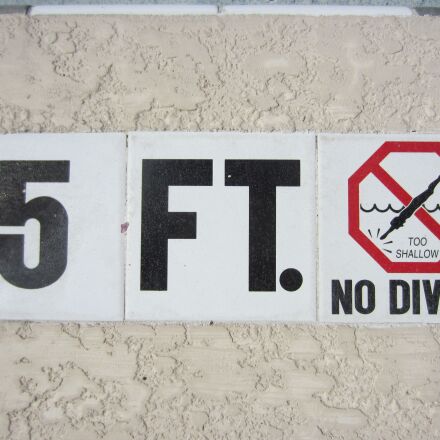 5 FT.
TOO
SHALLOW
NO DIV